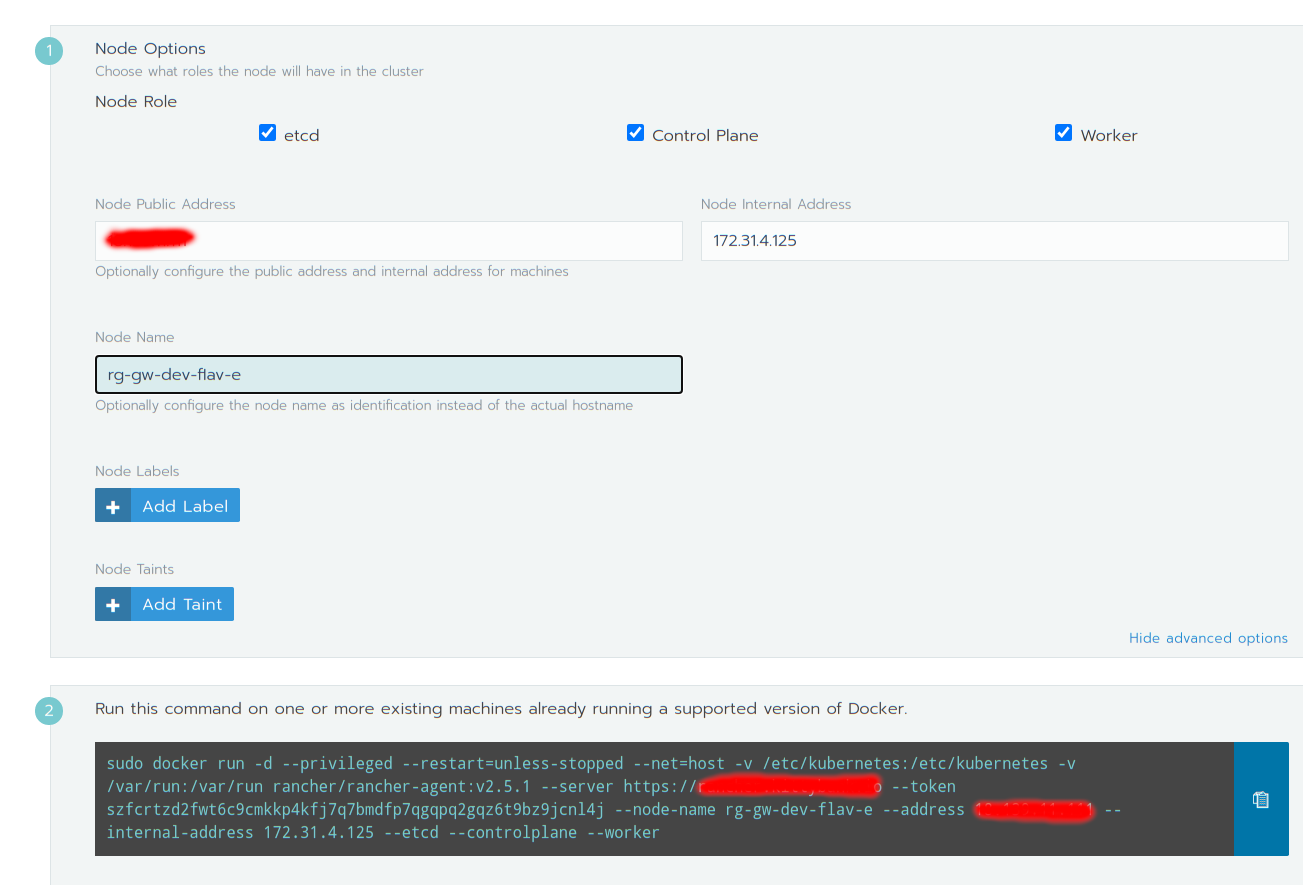 1
Node Options
Choose what roles the node will have in the cluster
Node Role
etcd Control Plane Worker
Node Public Address Node Internal Address
172.31.4.125
Optionally configure the public address and internal address for machines
Node Name
rg-gw-dev-flav-e
Optionally configure the node name as identification instead of the actual hostname
Node Labels
+ Add Label
Node Taints
+ Add Taint
Hide advanced options
2
Run this command on one or more existing machines already running a supported version of Docker.
sudo docker run -d --privileged --restart=unless-stopped --net=host -v /etc/kubernetes:/etc/kubernetes -v
/var/run:/var/run rancher/rancher-agent:v2.5.1 --server https:// --token
szfcrtzd2fwt6c9cmkkp4kfj7q7bmdfp7qgqpq2gqz6t9bz9jcnl4j --node-name rg-gw-dev-flav-e --address --
internal-address 172.31.4.125 --etcd --controlplane --worker